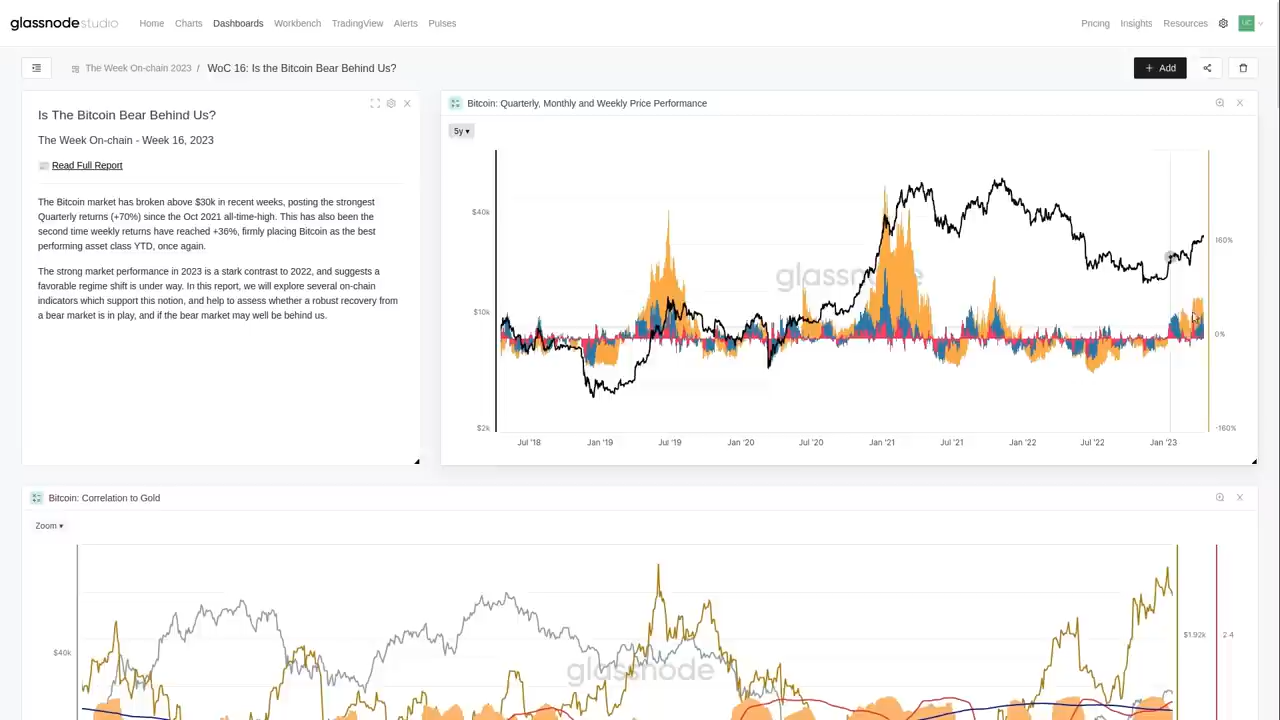 glassnode studio Home Charts Dashboards Workbench TradingView Alerts Pulses Pricing Insights Resources UC
The Week On-chain 2023 / WoC 16: Is the Bitcoin Bear Behind Us? + Add
Is The Bitcoin Bear Behind Us?
The Week On-chain - Week 16, 2023
Read Full Report
The Bitcoin market has broken above $30k in recent weeks, posting the strongest
Quarterly returns (+70%) since the Oct 2021 all-time-high. This has also been the
second time weekly returns have reached +36%, firmly placing Bitcoin as the best
performing asset class YTD, once again.
The strong market performance in 2023 is a stark contrast to 2022, and suggests a
favorable regime shift is under way. In this report, we will explore several on-chain
indicators which support this notion, and help to assess whether a robust recovery from
a bear market is in play, and if the bear market may well be behind us.
Bitcoin: Quarterly, Monthly and Weekly Price Performance
5y ▾
$40k
160%
glassnode
$10k
0%
$2k
-160%
Jul '18 Jan '19 Jul '19 Jan '20 Jul '20 Jan '21 Jul '21 Jan '22 Jul '22 Jan '23
Bitcoin: Correlation to Gold
Zoom ▾
$1.92k 2.4
$40k
glassnode